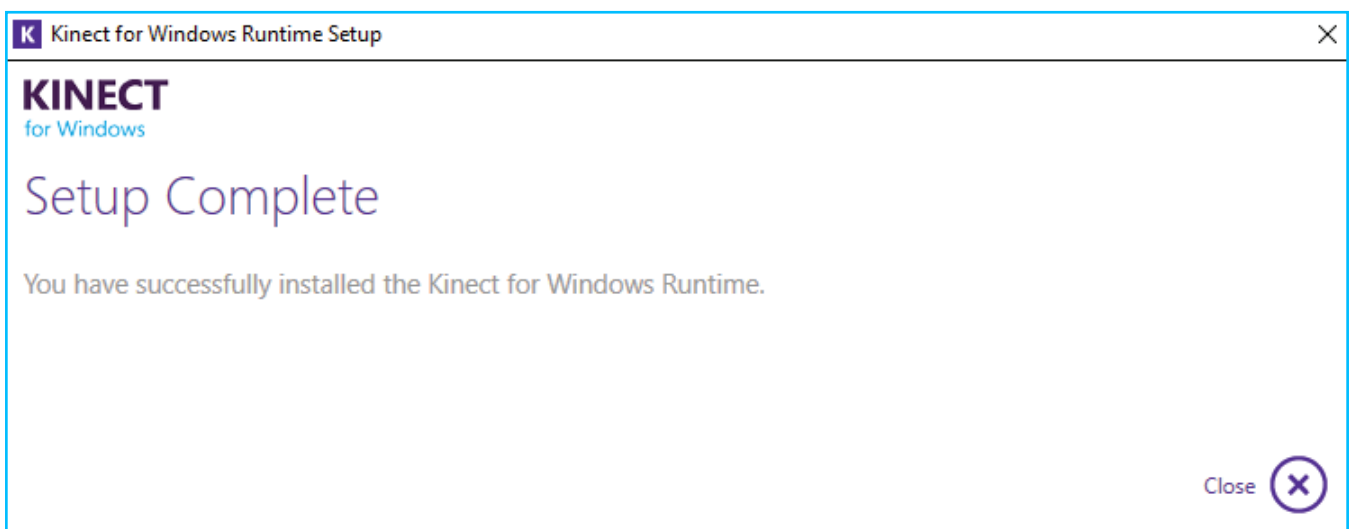 K Kinect for Windows Runtime Setup
KINECT
for Windows
Setup Complete
You have successfully installed the Kinect for Windows Runtime.
Close